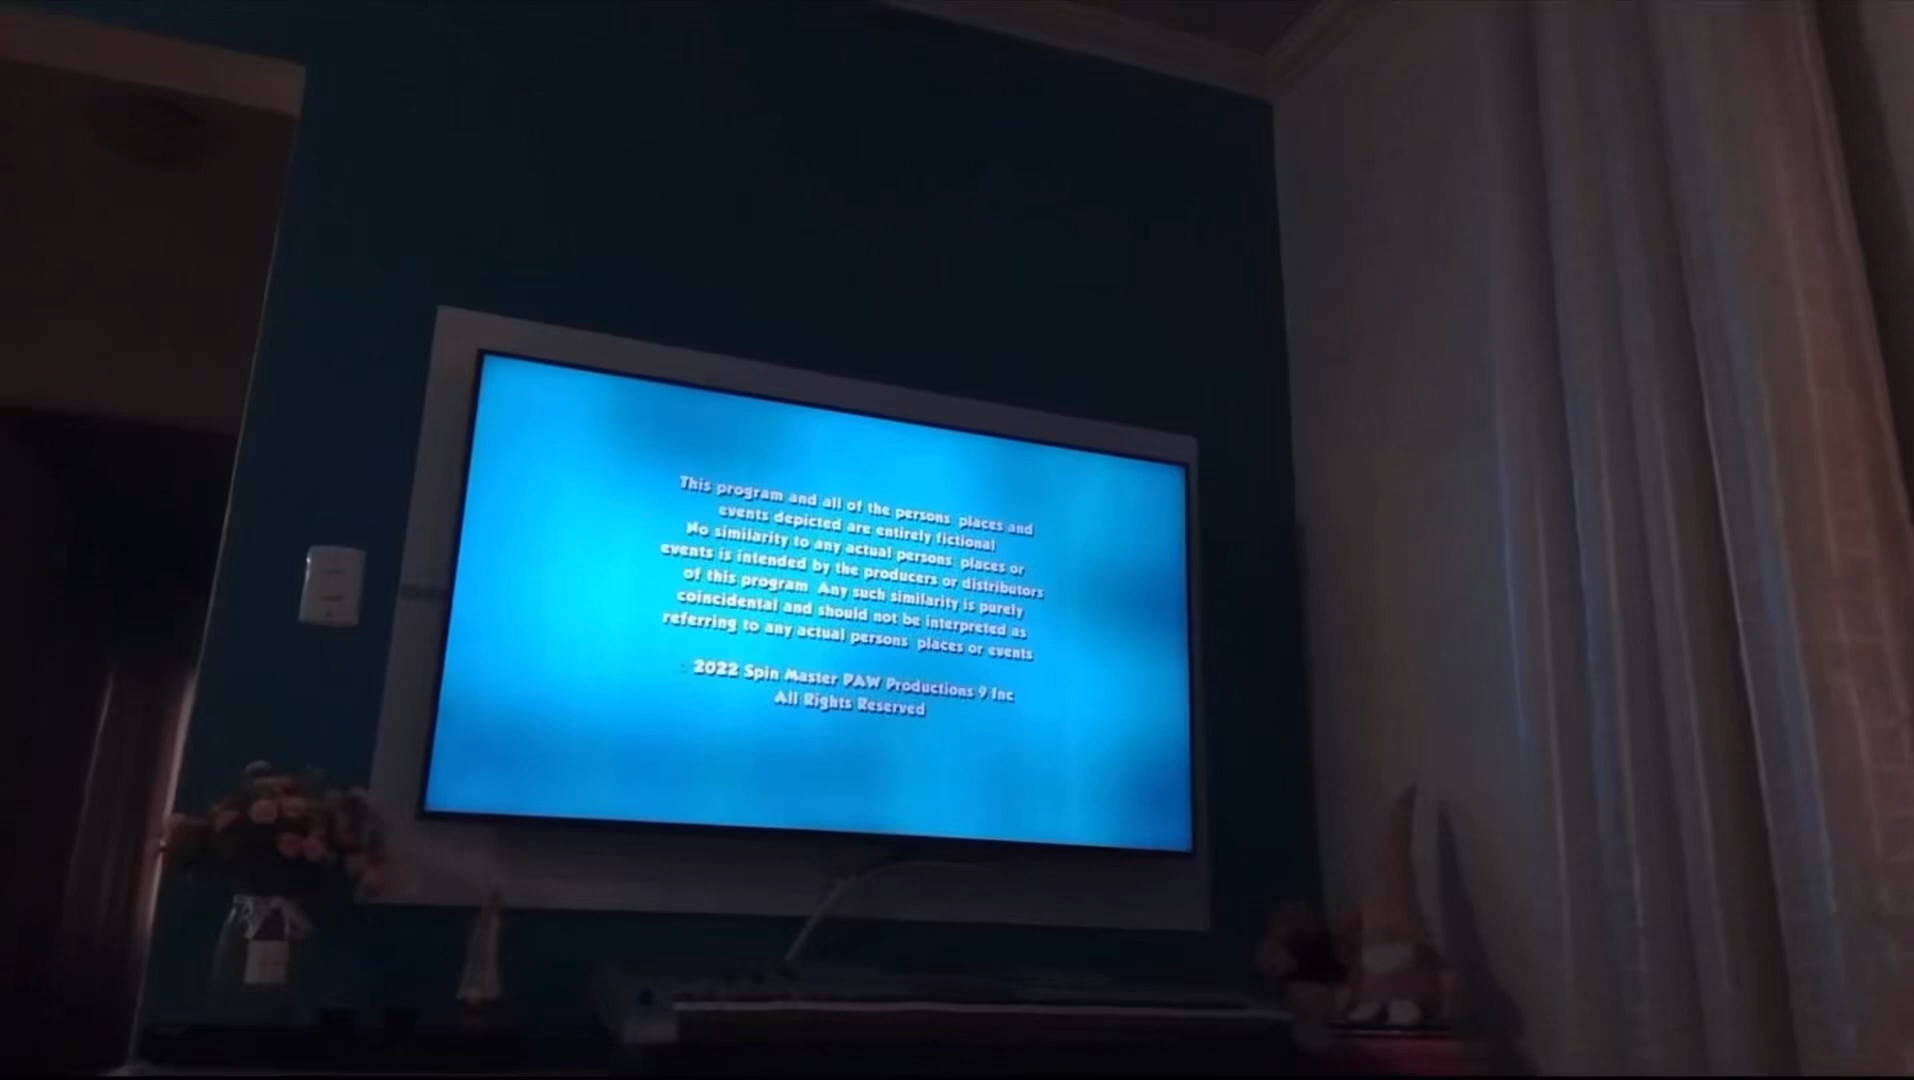 This program and all of the persons places and
events depicted are entirely fictional
No similarity to any actual persons places or
events is intended by the producers or distributors
of this program Any such similarity is purely
coincidental and should not be interpreted as
referring to any actual persons places or events
2022 Spin Master PAW Productions 9 Inc
All Rights Reserved